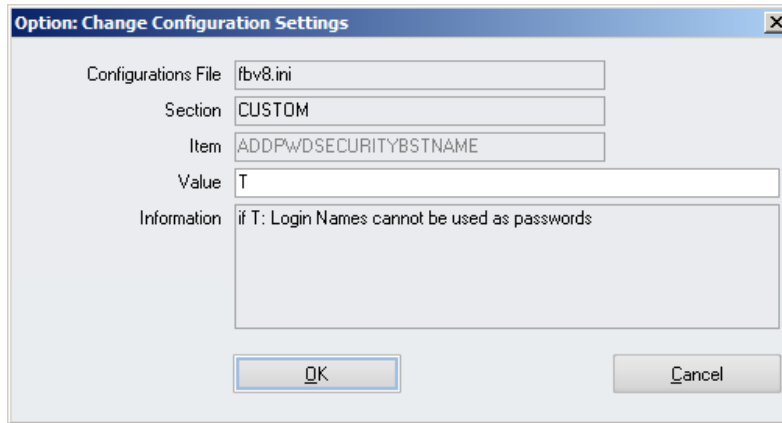 Option: Change Configuration Settings
Configurations File fbv8.ini
Section CUSTOM
Item ADDPWDSECURITYBSTNAME
Value T
Information if T: Login Names cannot be used as passwords
OK Cancel